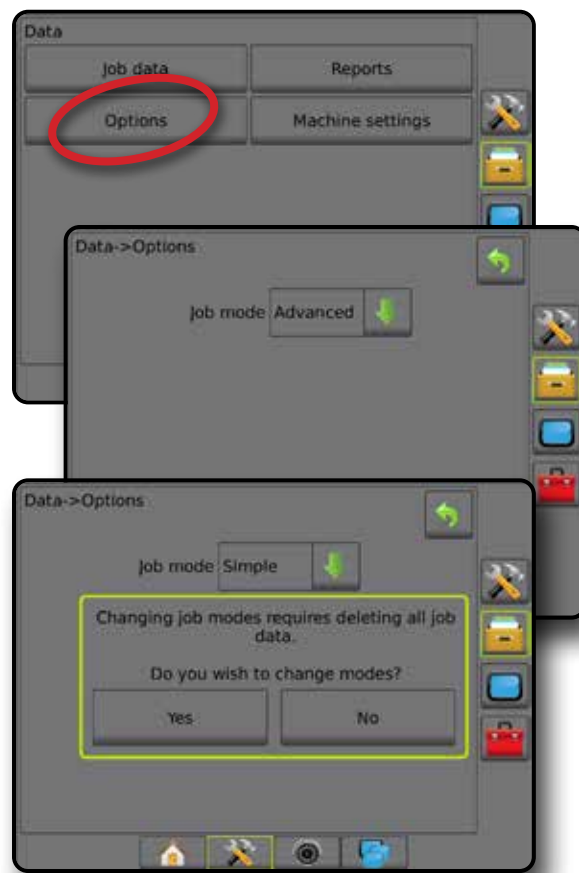 Data
Job data
Reports
Options
Machine settings
Data->Options
Job mode Advanced
Data->Options
Job mode Simple
Changing job modes requires deleting all job
data.
Do you wish to change modes?
Yes
No